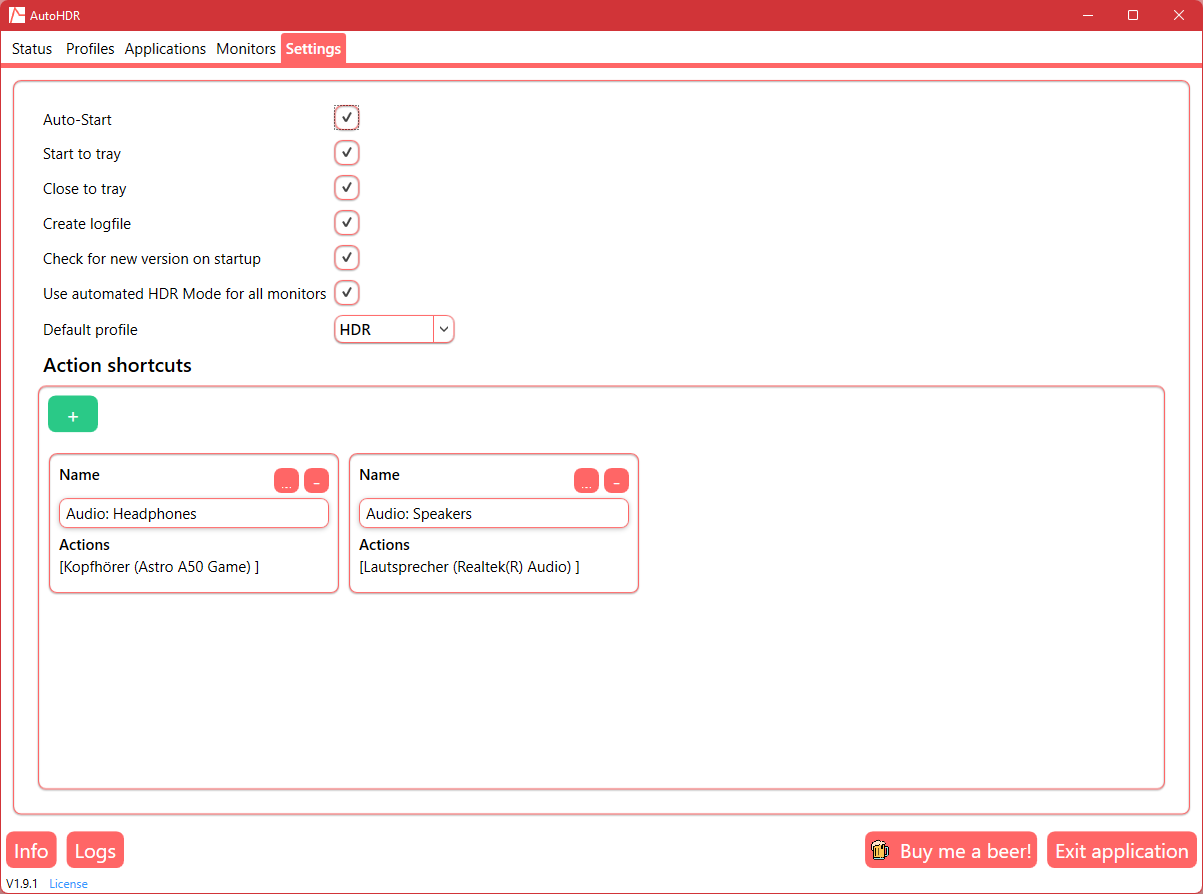 AutoHDR
Status Profiles Applications Monitors Settings
Auto-Start
Start to tray
Close to tray
Create logfile
Check for new version on startup
Use automated HDR Mode for all monitors
Default profile HDR
Action shortcuts
+
Name ... - Name ... -
Audio: Headphones Audio: Speakers
Actions Actions
[Kopfhörer (Astro A50 Game) ] [Lautsprecher (Realtek(R) Audio) ]
Info Logs Buy me a beer! Exit application
V1.9.1 License